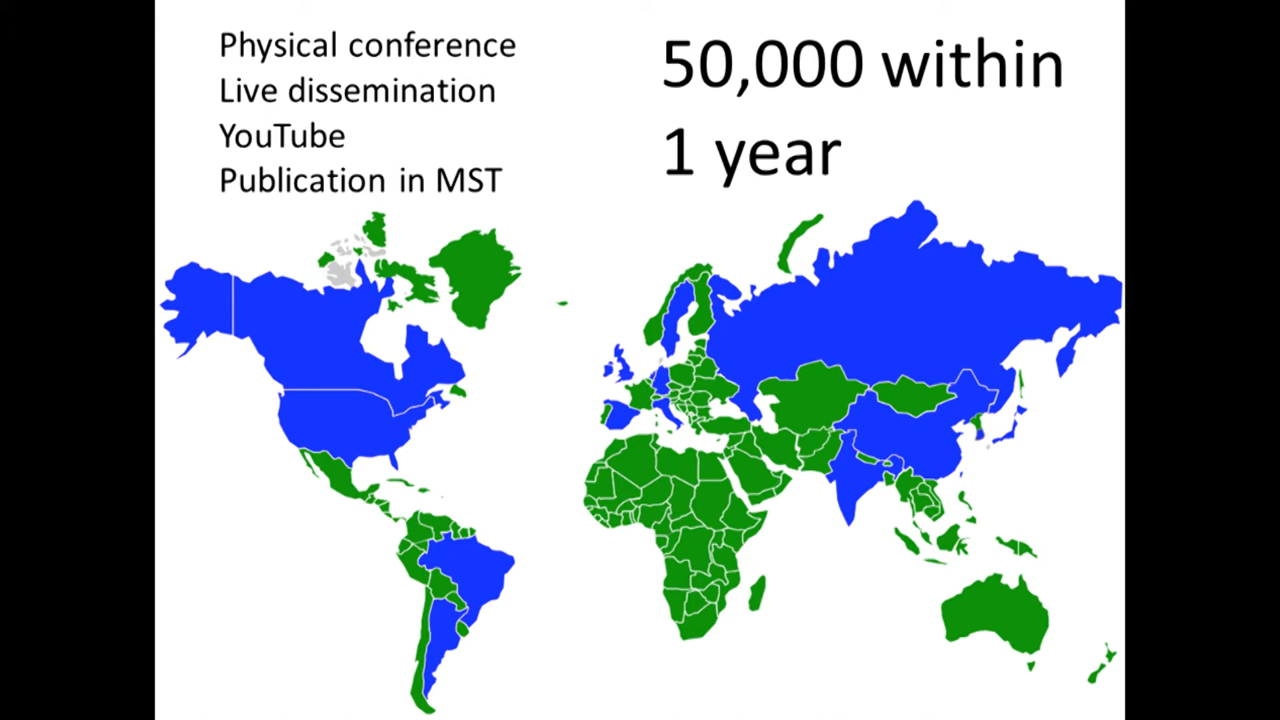 Physical conference
Live dissemination
YouTube
Publication in MST
50,000 within
1 year